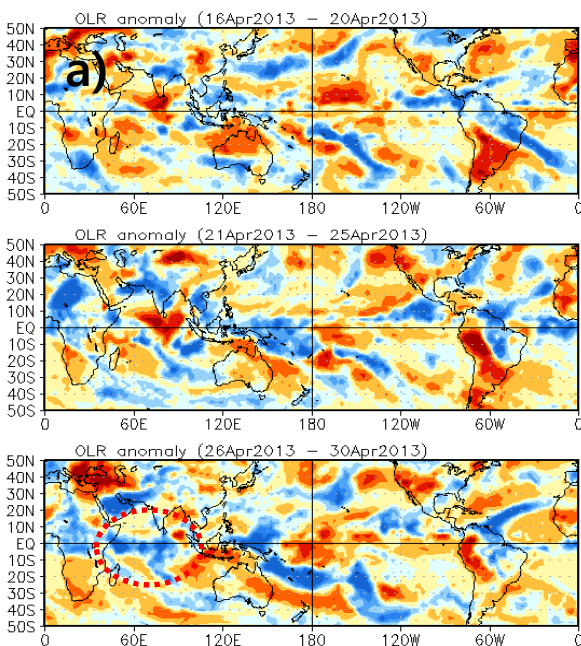 OLR anomaly (16Apr2013 – 20Apr2013)
a)
50N
40N
30N
20N
10N
EQ
10S
20S
30S
40S
50S
0 60E 120E 180 120W 60W 0
OLR anomaly (21Apr2013 – 25Apr2013)
50N
40N
30N
20N
10N
EQ
10S
20S
30S
40S
50S
0 60E 120E 180 120W 60W 0
OLR anomaly (26Apr2013 – 30Apr2013)
50N
40N
30N
20N
10N
EQ
10S
20S
30S
40S
50S
0 60E 120E 180 120W 60W 0